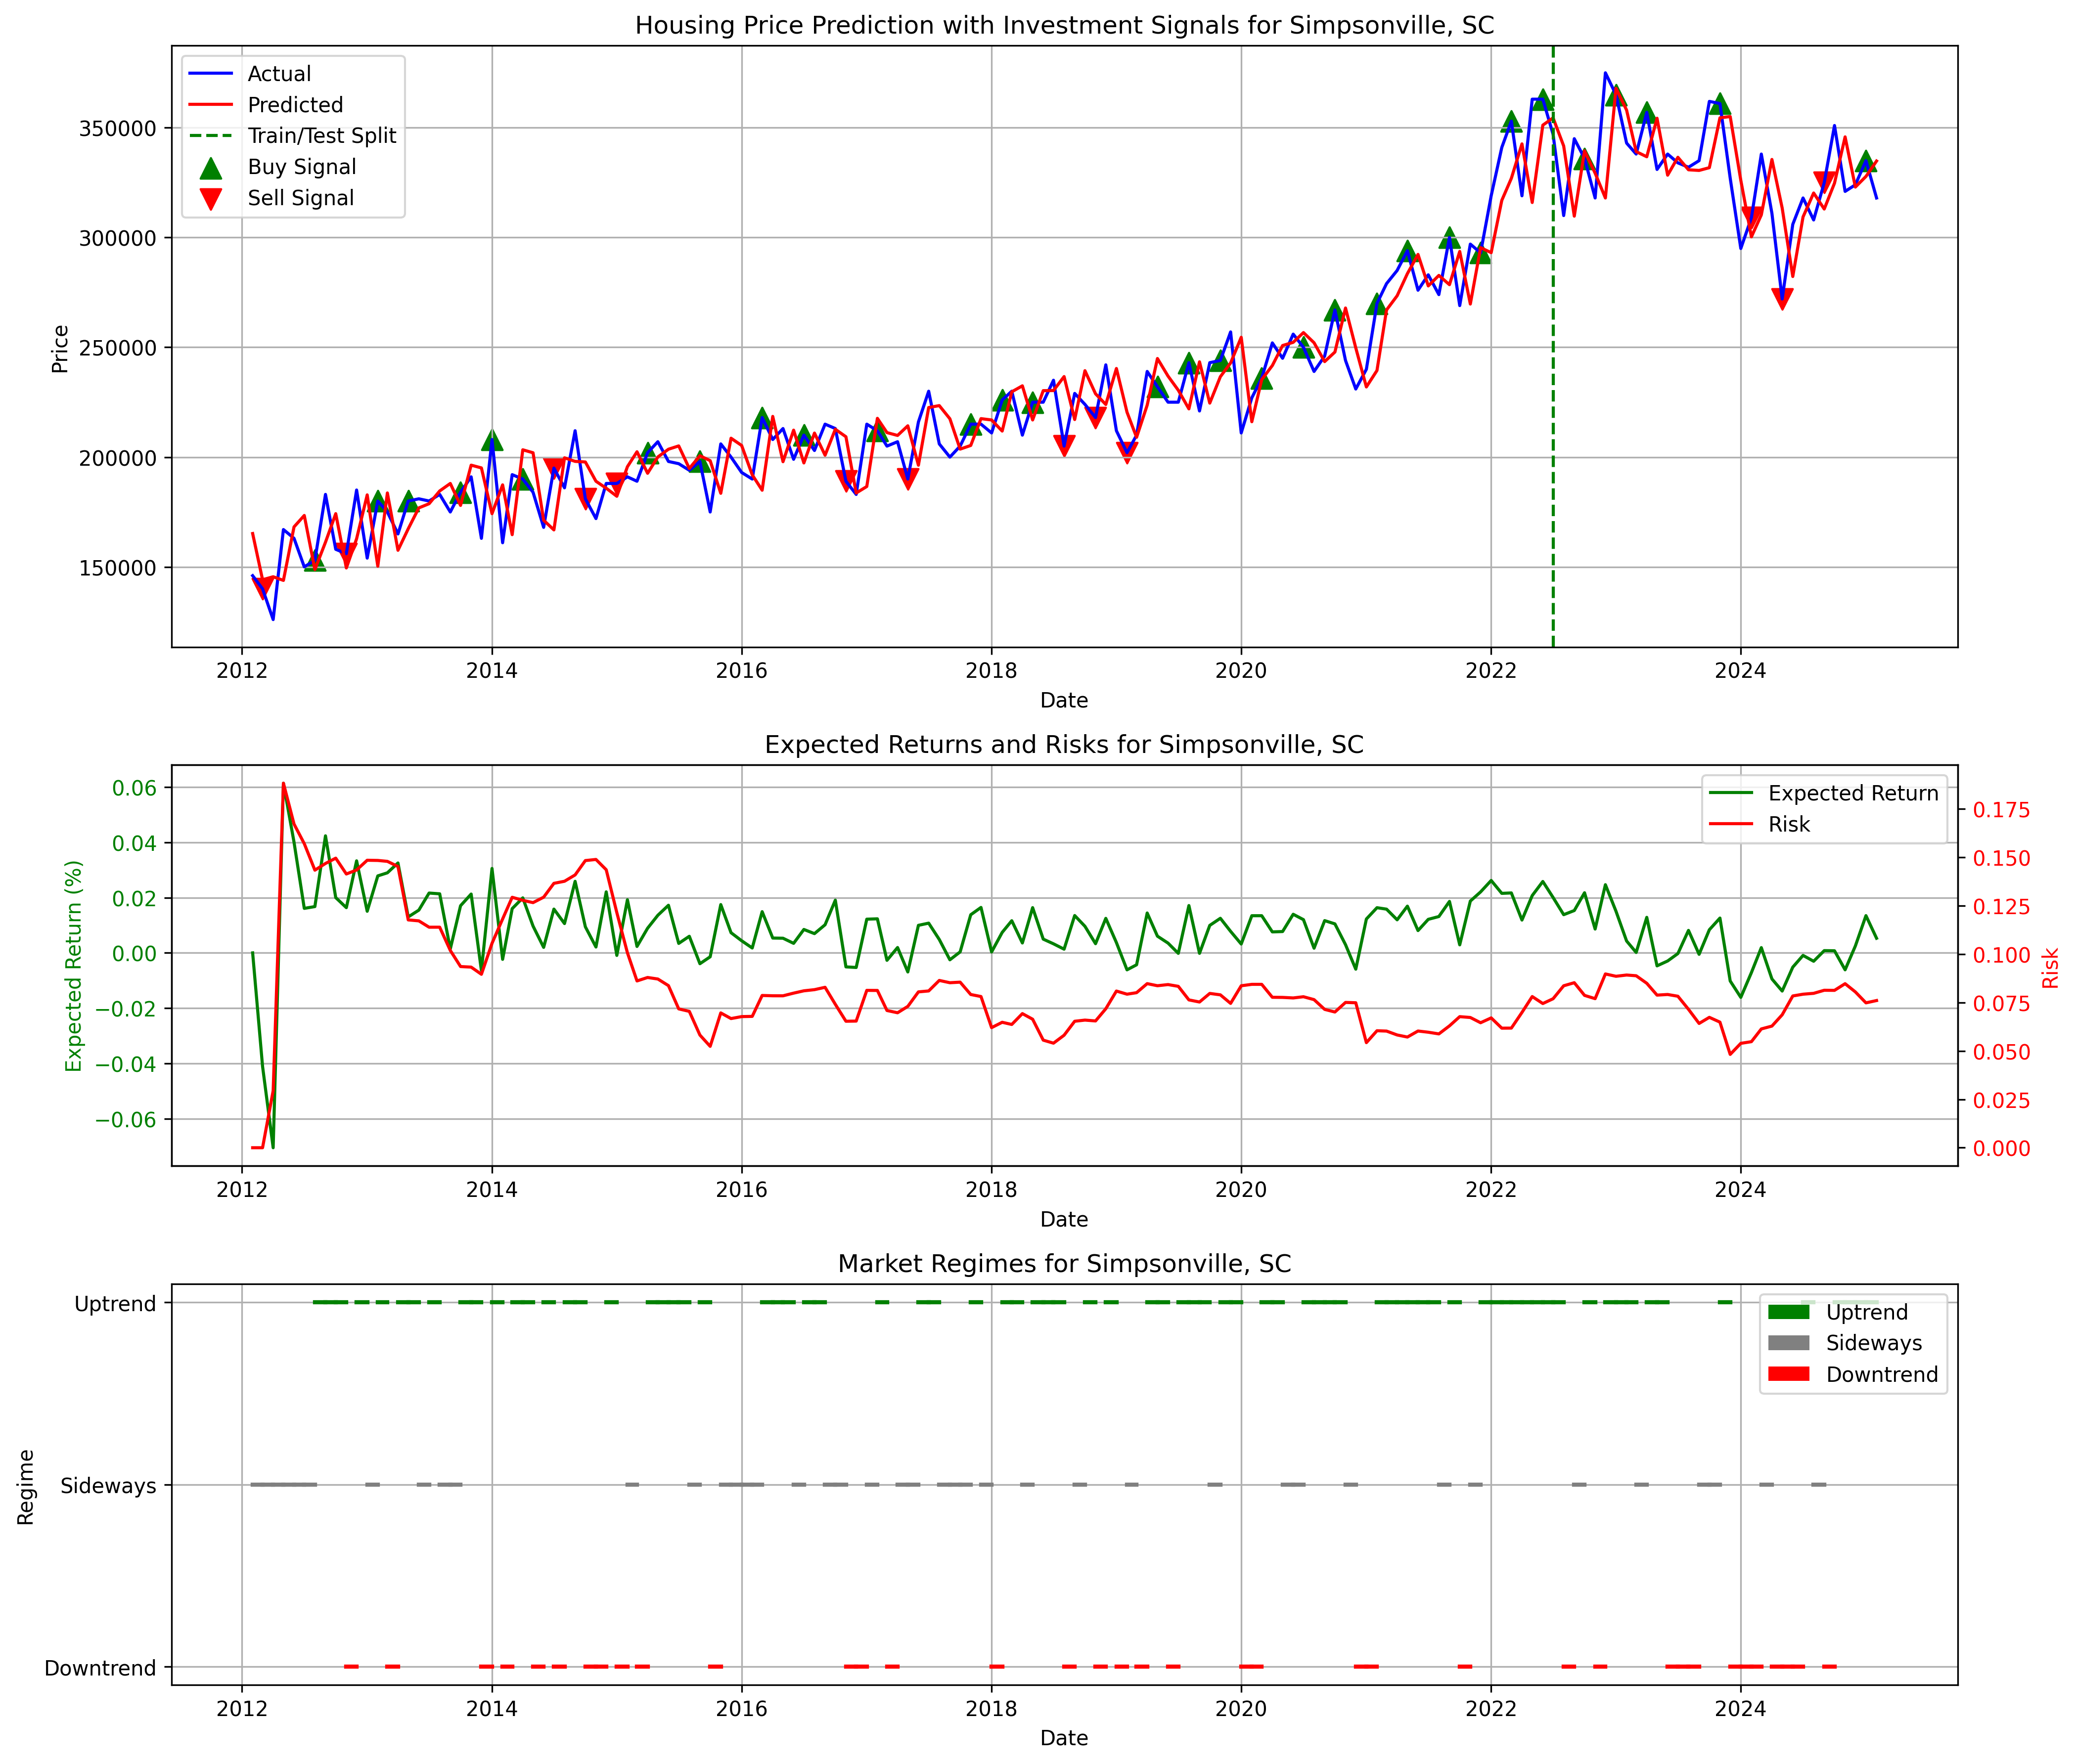 Housing Price Prediction with Investment Signals for Simpsonville, SC
Actual
Predicted
Train/Test Split
Buy Signal
Sell Signal
Price
350000
300000
250000
200000
150000
2012 2014 2016 2018 2020 2022 2024
Date
Expected Returns and Risks for Simpsonville, SC
Expected Return
Risk
Expected Return (%)
0.06
0.04
0.02
0.00
−0.02
−0.04
−0.06
0.175
0.150
0.125
0.100
0.075
0.050
0.025
0.000
Risk
2012 2014 2016 2018 2020 2022 2024
Date
Market Regimes for Simpsonville, SC
Uptrend
Sideways
Downtrend
Regime
Uptrend
Sideways
Downtrend
2012 2014 2016 2018 2020 2022 2024
Date